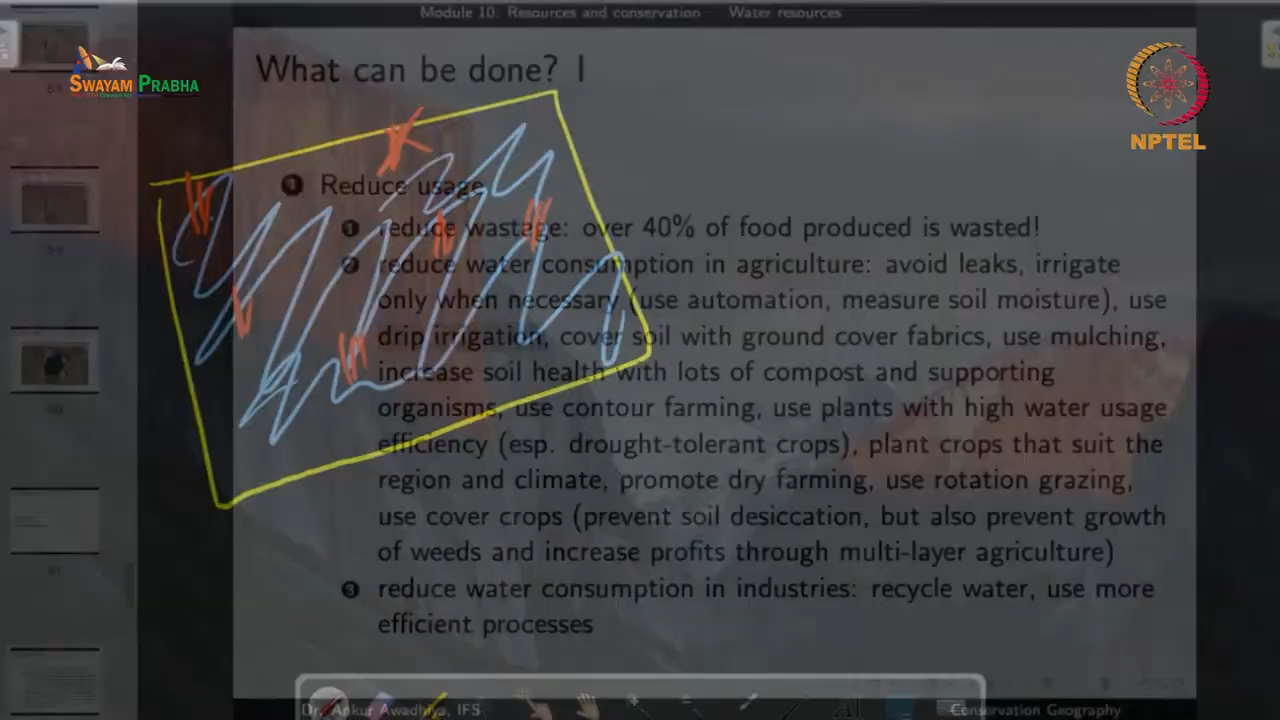 Module 10. Resources and conservation Water resources
SWAYAM PRABHA
NPTEL
What can be done? I
1 Reduce usage
1 reduce wastage: over 40% of food produced is wasted!
2 reduce water consumption in agriculture: avoid leaks, irrigate
only when necessary (use automation, measure soil moisture), use
drip irrigation, cover soil with ground cover fabrics, use mulching,
increase soil health with lots of compost and supporting
organisms, use contour farming, use plants with high water usage
efficiency (esp. drought-tolerant crops), plant crops that suit the
region and climate, promote dry farming, use rotation grazing,
use cover crops (prevent soil desiccation, but also prevent growth
of weeds and increase profits through multi-layer agriculture)
3 reduce water consumption in industries: recycle water, use more
efficient processes
Dr. Ankur Awadhiya, IFS Conservation Geography